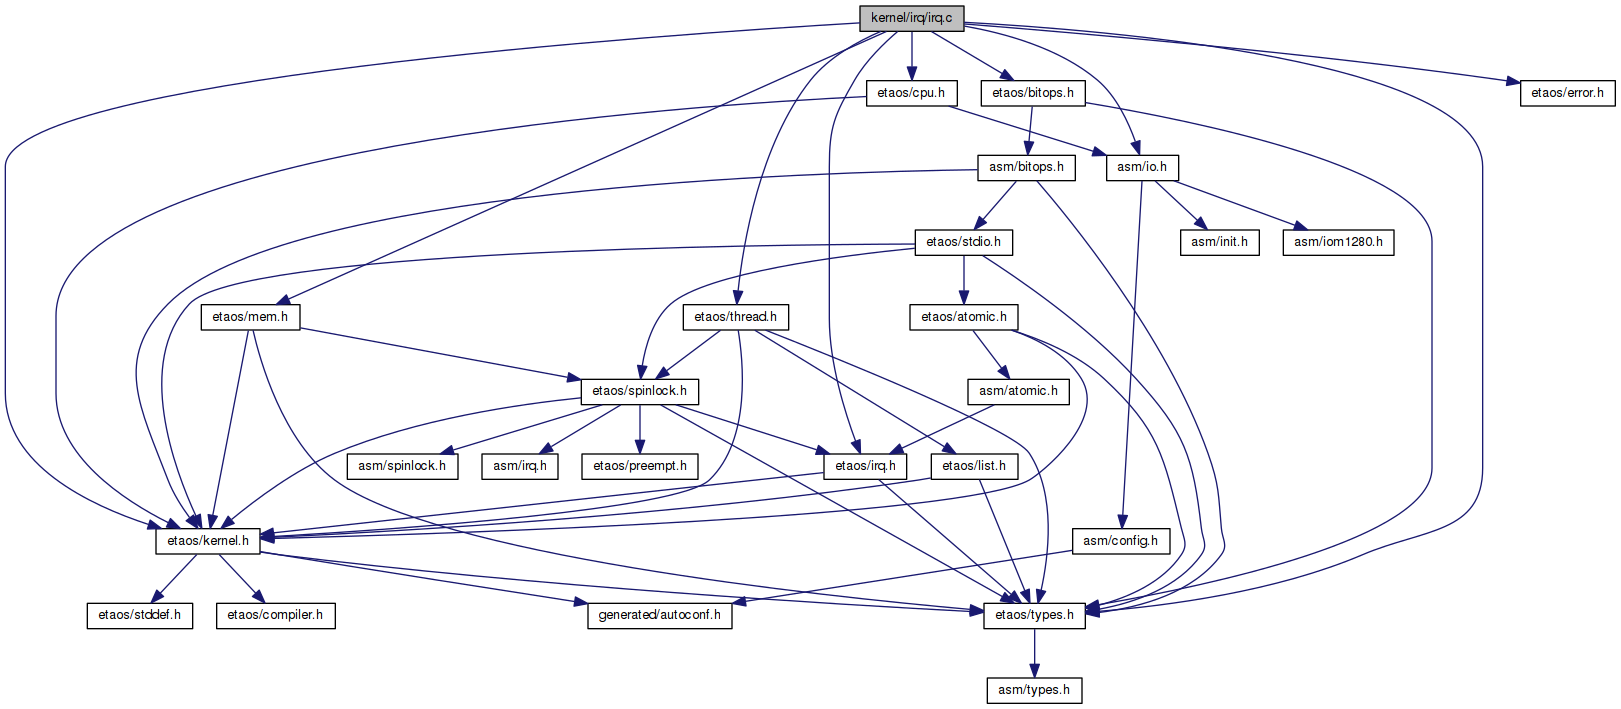 kernel/irq/irq.c
etaos/cpu.h
etaos/bitops.h
etaos/error.h
asm/bitops.h
asm/io.h
etaos/stdio.h
asm/init.h
asm/iom1280.h
etaos/mem.h
etaos/thread.h
etaos/atomic.h
etaos/spinlock.h
asm/atomic.h
asm/spinlock.h
asm/irq.h
etaos/preempt.h
etaos/irq.h
etaos/list.h
etaos/kernel.h
asm/config.h
etaos/stddef.h
etaos/compiler.h
generated/autoconf.h
etaos/types.h
asm/types.h